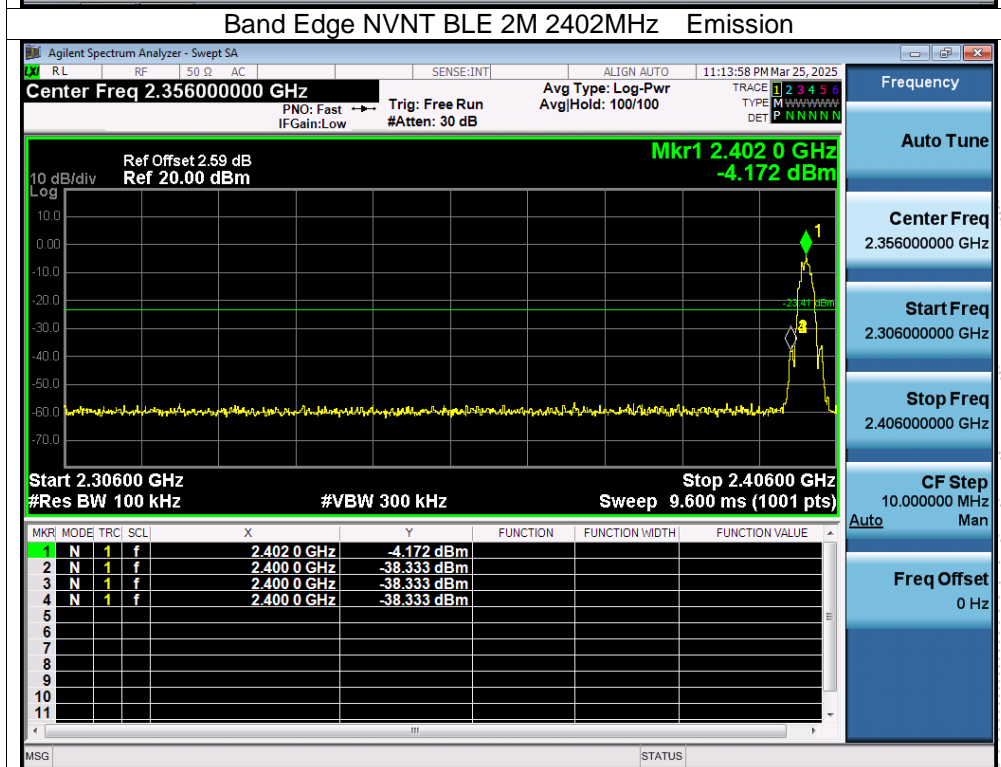 Band Edge NVNT BLE 2M 2402MHz Emission
Agilent Spectrum Analyzer - Swept SA
LXI RL RF 50 Ω AC SENSE:INT ALIGN AUTO 11:13:58 PM Mar 25, 2025
Center Freq 2.356000000 GHz
PNO: Fast
IFGain:Low
Trig: Free Run
#Atten: 30 dB
Avg Type: Log-Pwr
Avg|Hold: 100/100
TRACE 1 2 3 4 5 6
TYPE M WWWWW
DET P N N N N N
Mkr1 2.402 0 GHz
-4.172 dBm
Ref Offset 2.59 dB
10 dB/div Ref 20.00 dBm
Log
10.0
0.00
-10.0
-20.0
-30.0
-40.0
-50.0
-60.0
-70.0
1
-23.41 dBm
Start 2.30600 GHz Stop 2.40600 GHz
#Res BW 100 kHz #VBW 300 kHz Sweep 9.600 ms (1001 pts)
MKR MODE TRC SCL X Y FUNCTION FUNCTION WIDTH FUNCTION VALUE
1 N 1 f 2.402 0 GHz -4.172 dBm
2 N 1 f 2.400 0 GHz -38.333 dBm
3 N 1 f 2.400 0 GHz -38.333 dBm
4 N 1 f 2.400 0 GHz -38.333 dBm
5
6
7
8
9
10
11
MSG STATUS
Frequency
Auto Tune
Center Freq
2.356000000 GHz
Start Freq
2.306000000 GHz
Stop Freq
2.406000000 GHz
CF Step
10.000000 MHz
Auto Man
Freq Offset
0 Hz